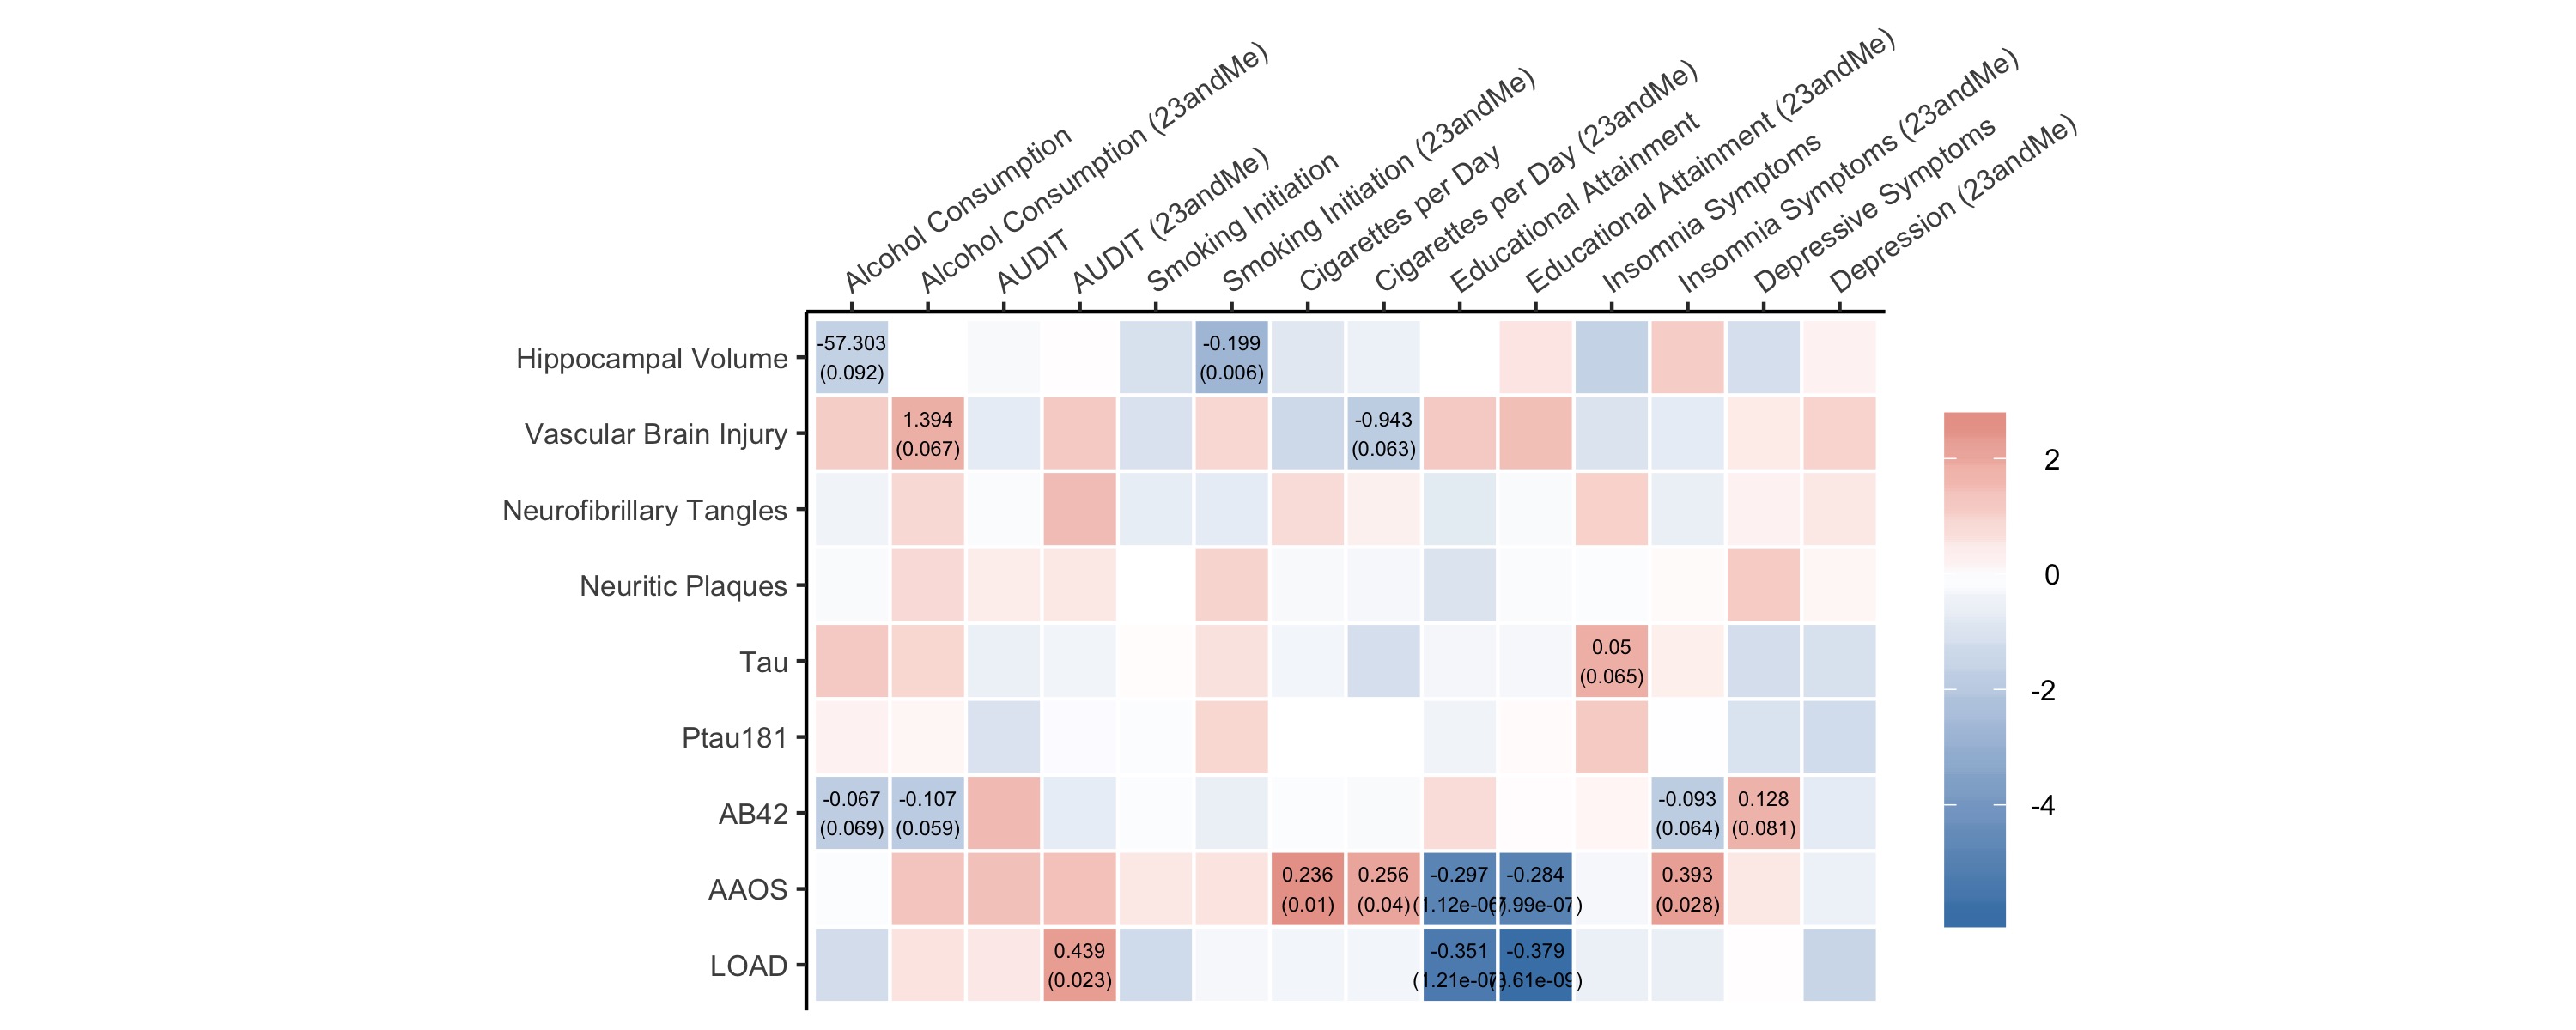 Alcohol Consumption
Alcohol Consumption (23andMe)
AUDIT
AUDIT (23andMe)
Smoking Initiation
Smoking Initiation (23andMe)
Cigarettes per Day
Cigarettes per Day (23andMe)
Educational Attainment
Educational Attainment (23andMe)
Insomnia Symptoms
Insomnia Symptoms (23andMe)
Depressive Symptoms
Depression (23andMe)
Hippocampal Volume
-57.303
(0.092)
-0.199
(0.006)
Vascular Brain Injury
1.394
(0.067)
-0.943
(0.063)
Neurofibrillary Tangles
Neuritic Plaques
Tau
0.05
(0.065)
Ptau181
AB42
-0.067
(0.069)
-0.107
(0.059)
-0.093
(0.064)
0.128
(0.081)
AAOS
0.236
(0.01)
0.256
(0.04)
-0.297
-0.284
0.393
(0.028)
LOAD
0.439
(0.023)
-0.351
-0.379
2
0
-2
-4